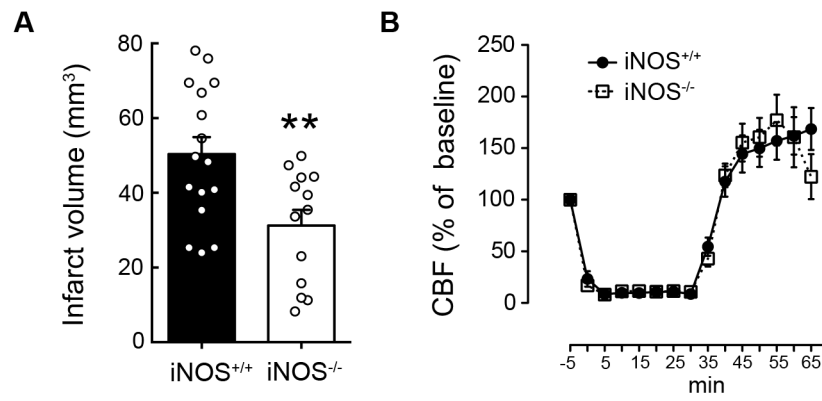 A
Infarct volume (mm³)
80
60
40
20
0
**
iNOS+/+ iNOS-/-
B
CBF (% of baseline)
250
200
150
100
50
0
iNOS+/+
iNOS-/-
-5 5 15 25 35 45 55 65
min